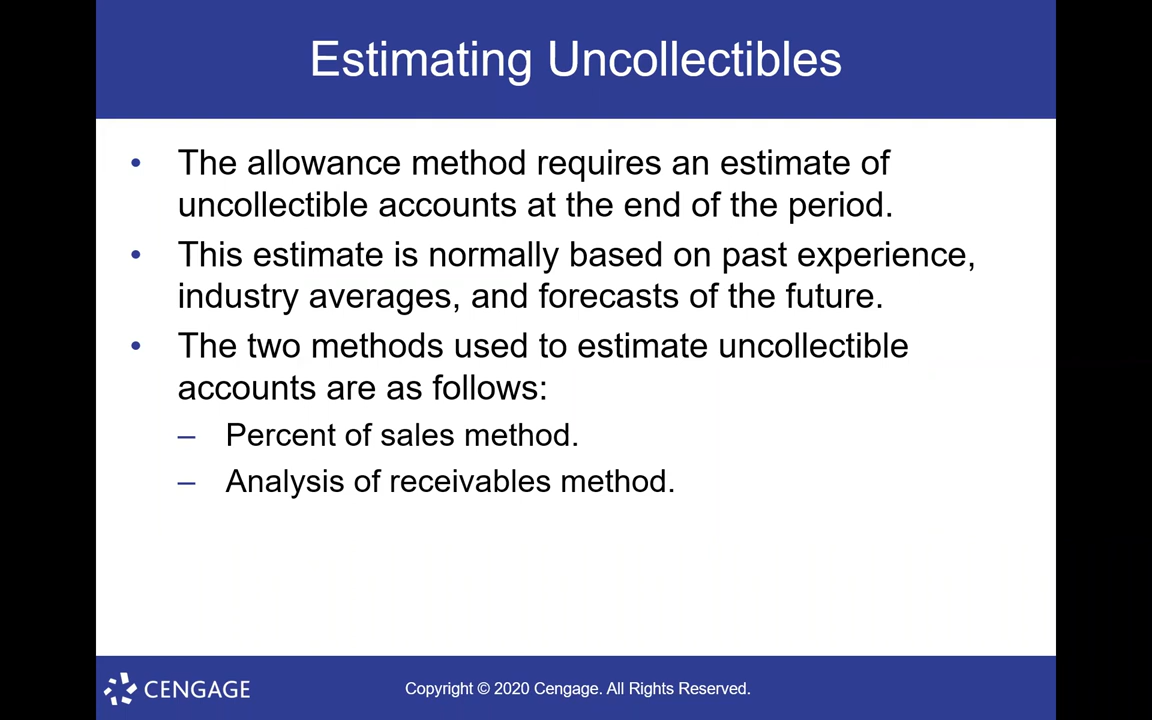 Estimating Uncollectibles
• The allowance method requires an estimate of
uncollectible accounts at the end of the period.
• This estimate is normally based on past experience,
industry averages, and forecasts of the future.
• The two methods used to estimate uncollectible
accounts are as follows:
– Percent of sales method.
– Analysis of receivables method.
CENGAGE
Copyright © 2020 Cengage. All Rights Reserved.